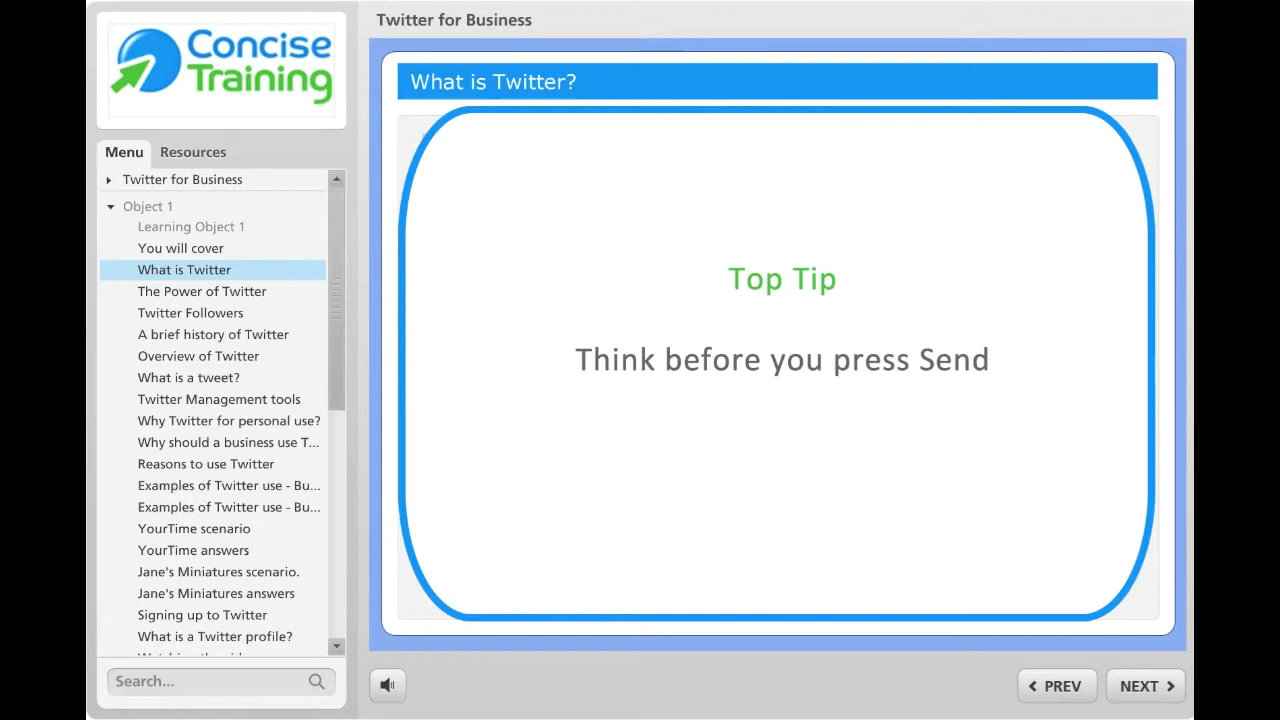 Concise
Training
Twitter for Business
Menu
Resources
Twitter for Business
Object 1
Learning Object 1
You will cover
What is Twitter
The Power of Twitter
Twitter Followers
A brief history of Twitter
Overview of Twitter
What is a tweet?
Twitter Management tools
Why Twitter for personal use?
Why should a business use T...
Reasons to use Twitter
Examples of Twitter use - Bu...
Examples of Twitter use - Bu...
YourTime scenario
YourTime answers
Jane's Miniatures scenario.
Jane's Miniatures answers
Signing up to Twitter
What is a Twitter profile?
Search...
What is Twitter?
Top Tip
Think before you press Send
PREV
NEXT